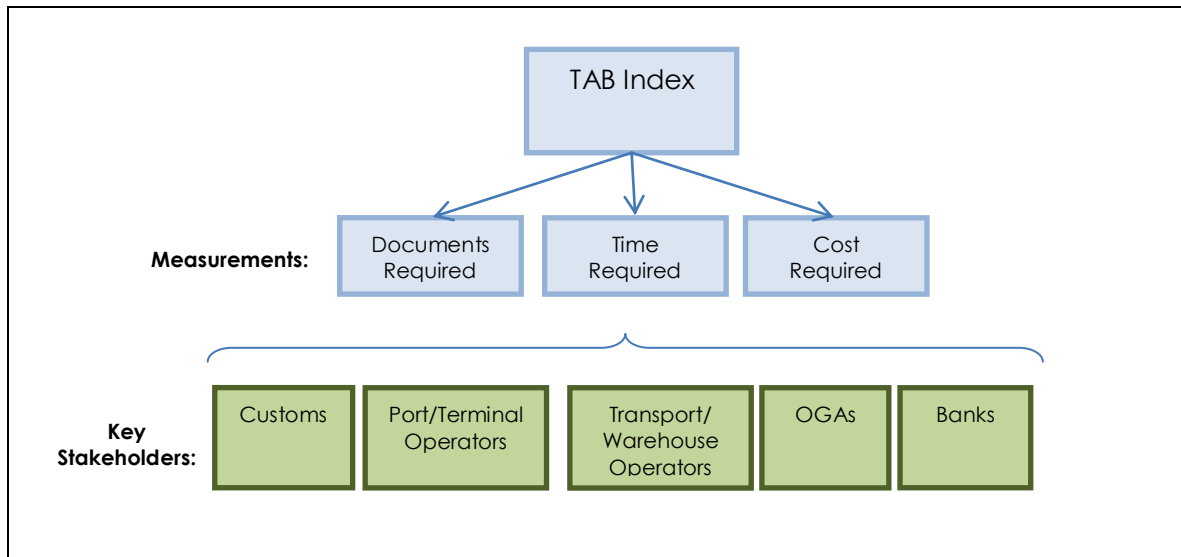 TAB Index
Measurements:
Documents
Required
Time
Required
Cost
Required
Key
Stakeholders:
Customs
Port/Terminal
Operators
Transport/
Warehouse
Operators
OGAs
Banks